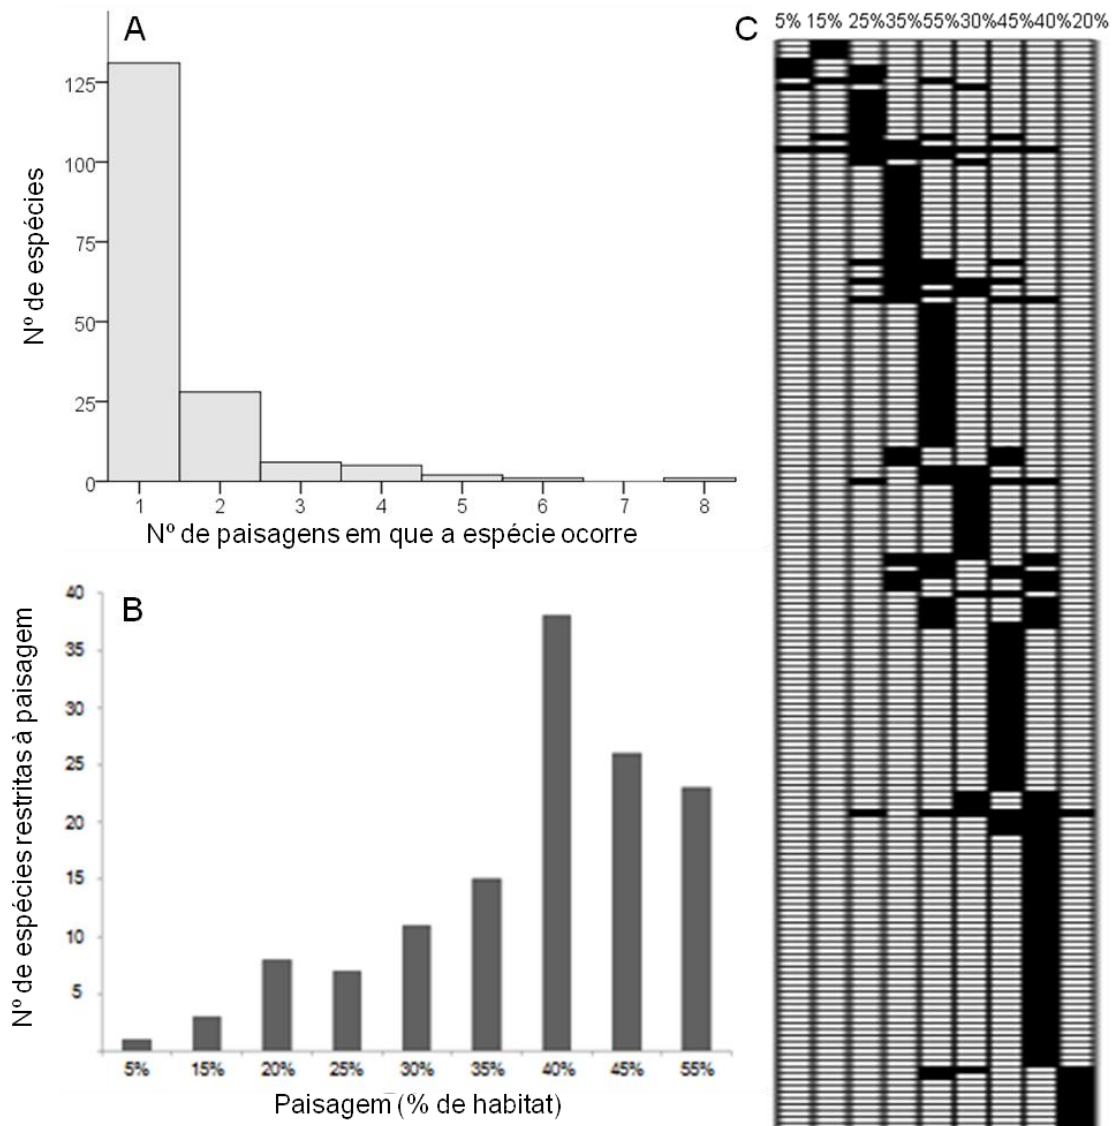 A
Nº de espécies
125
100
75
50
25
0
1 2 3 4 5 6 7 8
Nº de paisagens em que a espécie ocorre
B
Nº de espécies restritas à paisagem
40
35
30
25
20
15
10
5
5% 15% 20% 25% 30% 35% 40% 45% 55%
Paisagem (% de habitat)
C
5% 15% 25%35%55%30%45%40%20%